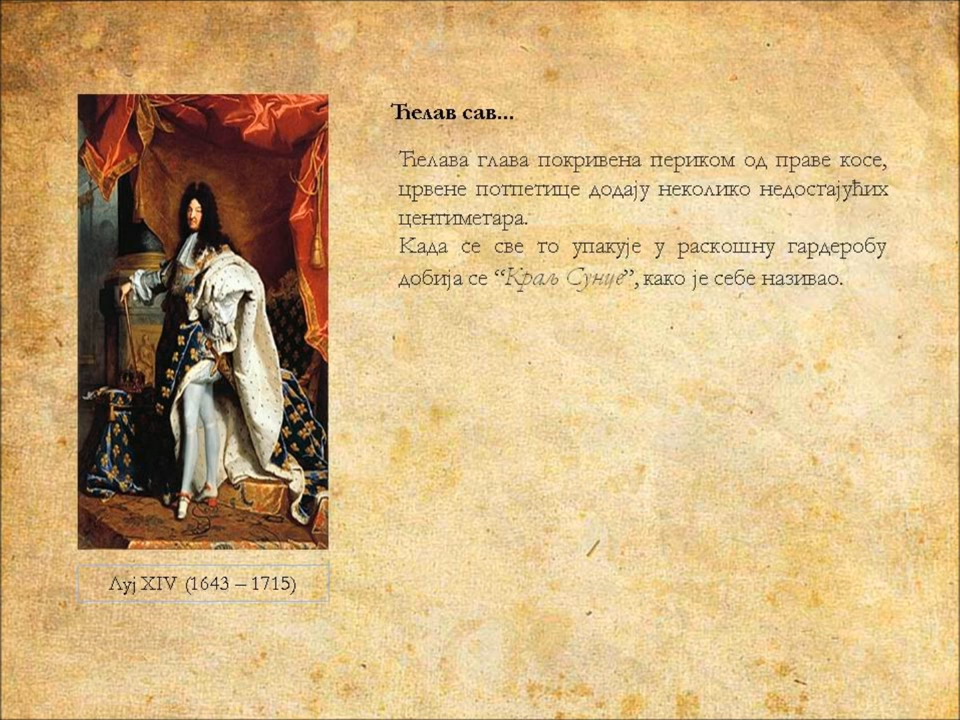 Ћелав сав...
Ћелава глава покривена периком од праве косе,
црвене потпетице додају неколико недостајућих
центиметара.
Када се све то упакује у раскошну гардеробу
добија се “Краљ Сунце”, како је себе називао.
Луј XIV (1643 – 1715)